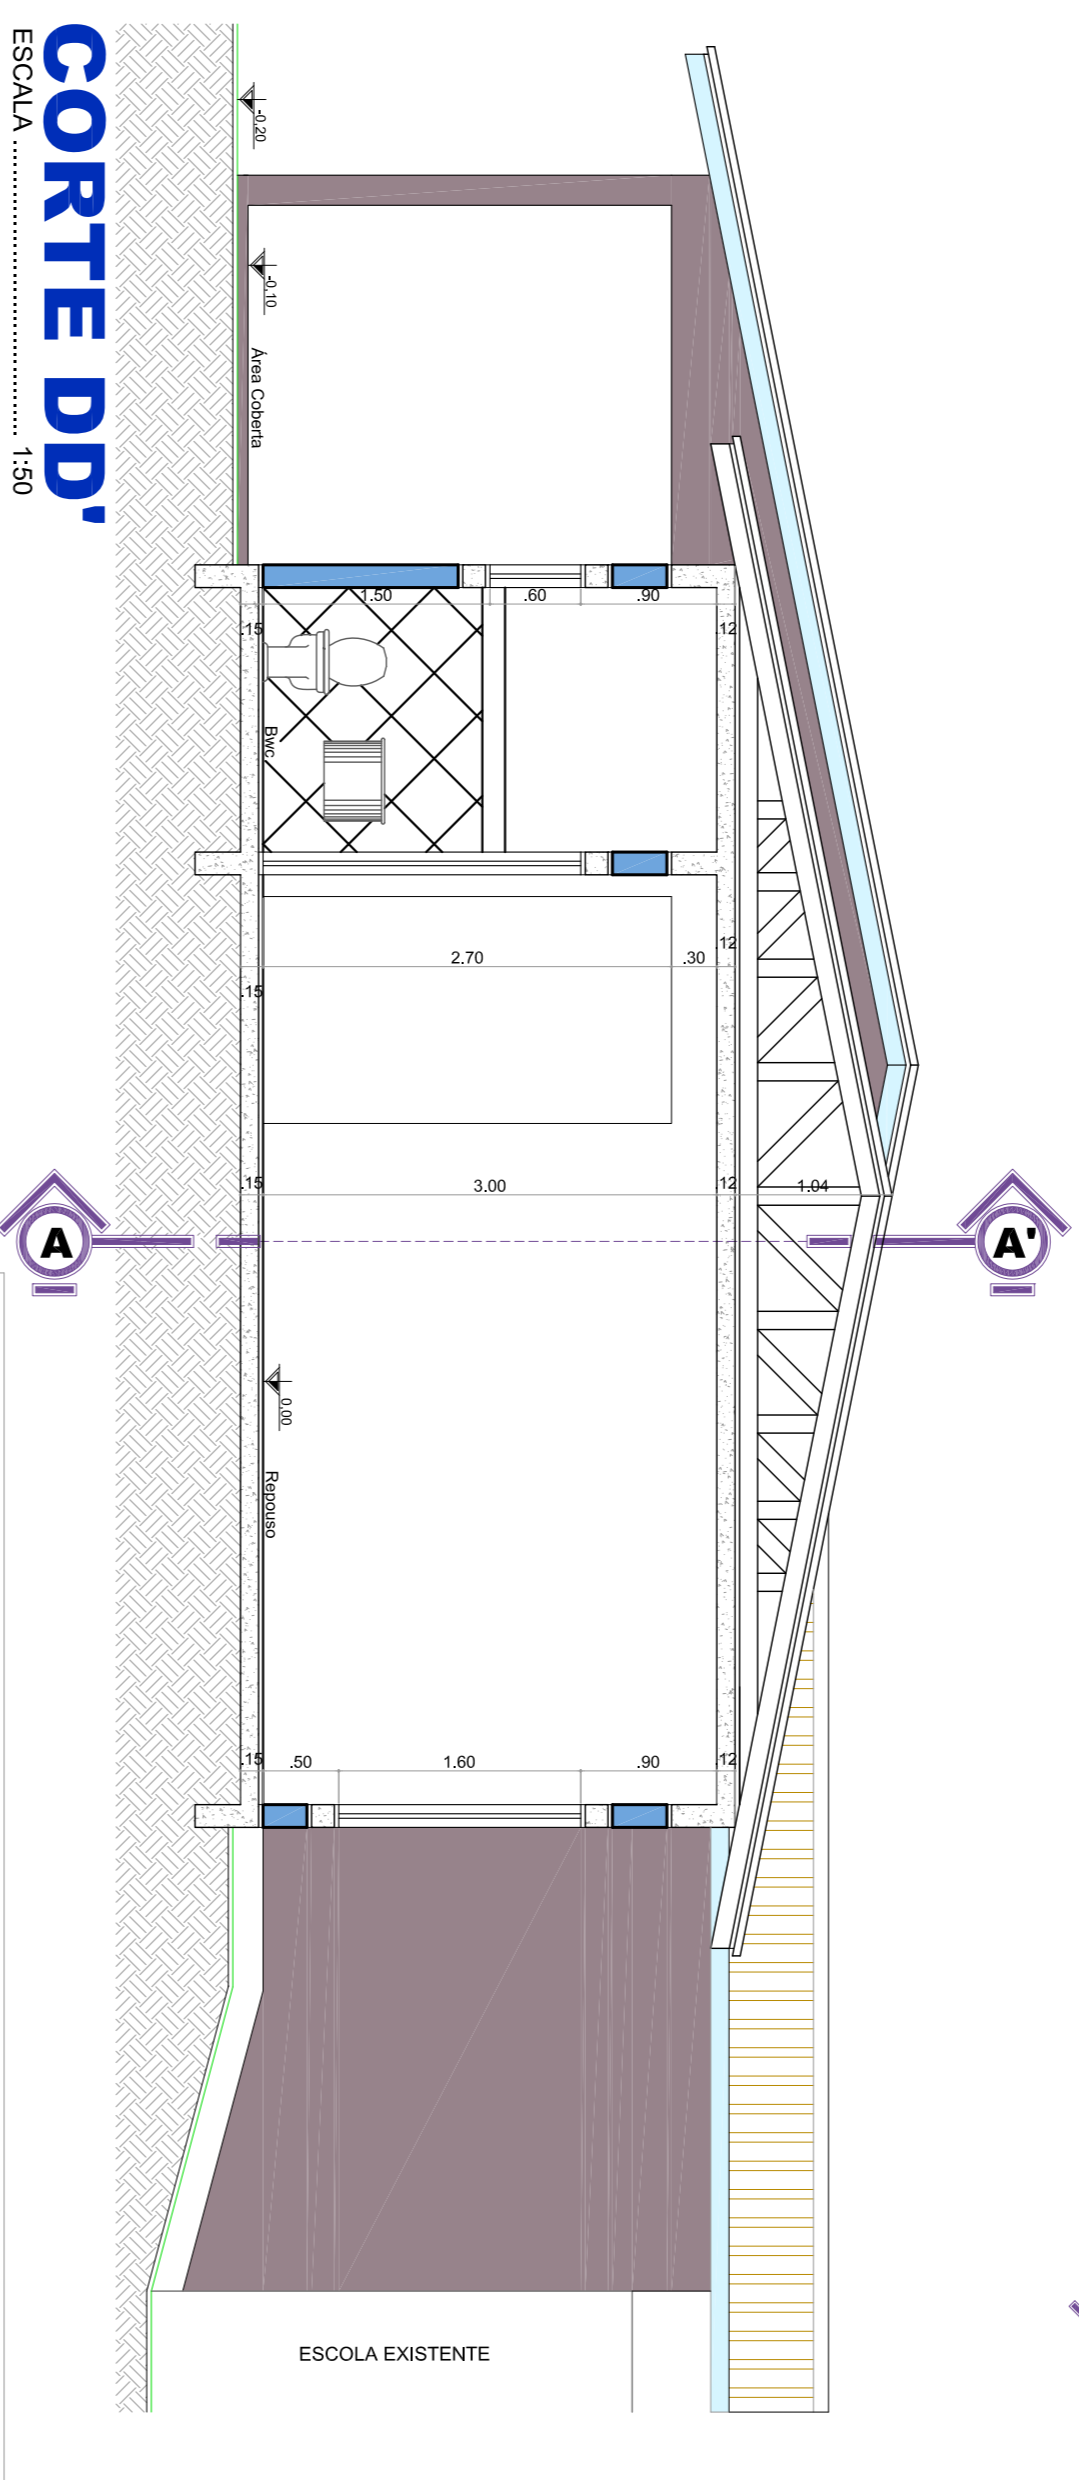 CORTE DD'
ESCALA ........................................ 1:50
-0,20
-0,10
Área Coberta
1.50
.60
.90
.15
.12
Bwc
2.70
.30
.12
.15
3.00
1.04
.15
.12
A
A'
0,00
Repouso
.15
.50
1.60
.90
.12
ESCOLA EXISTENTE